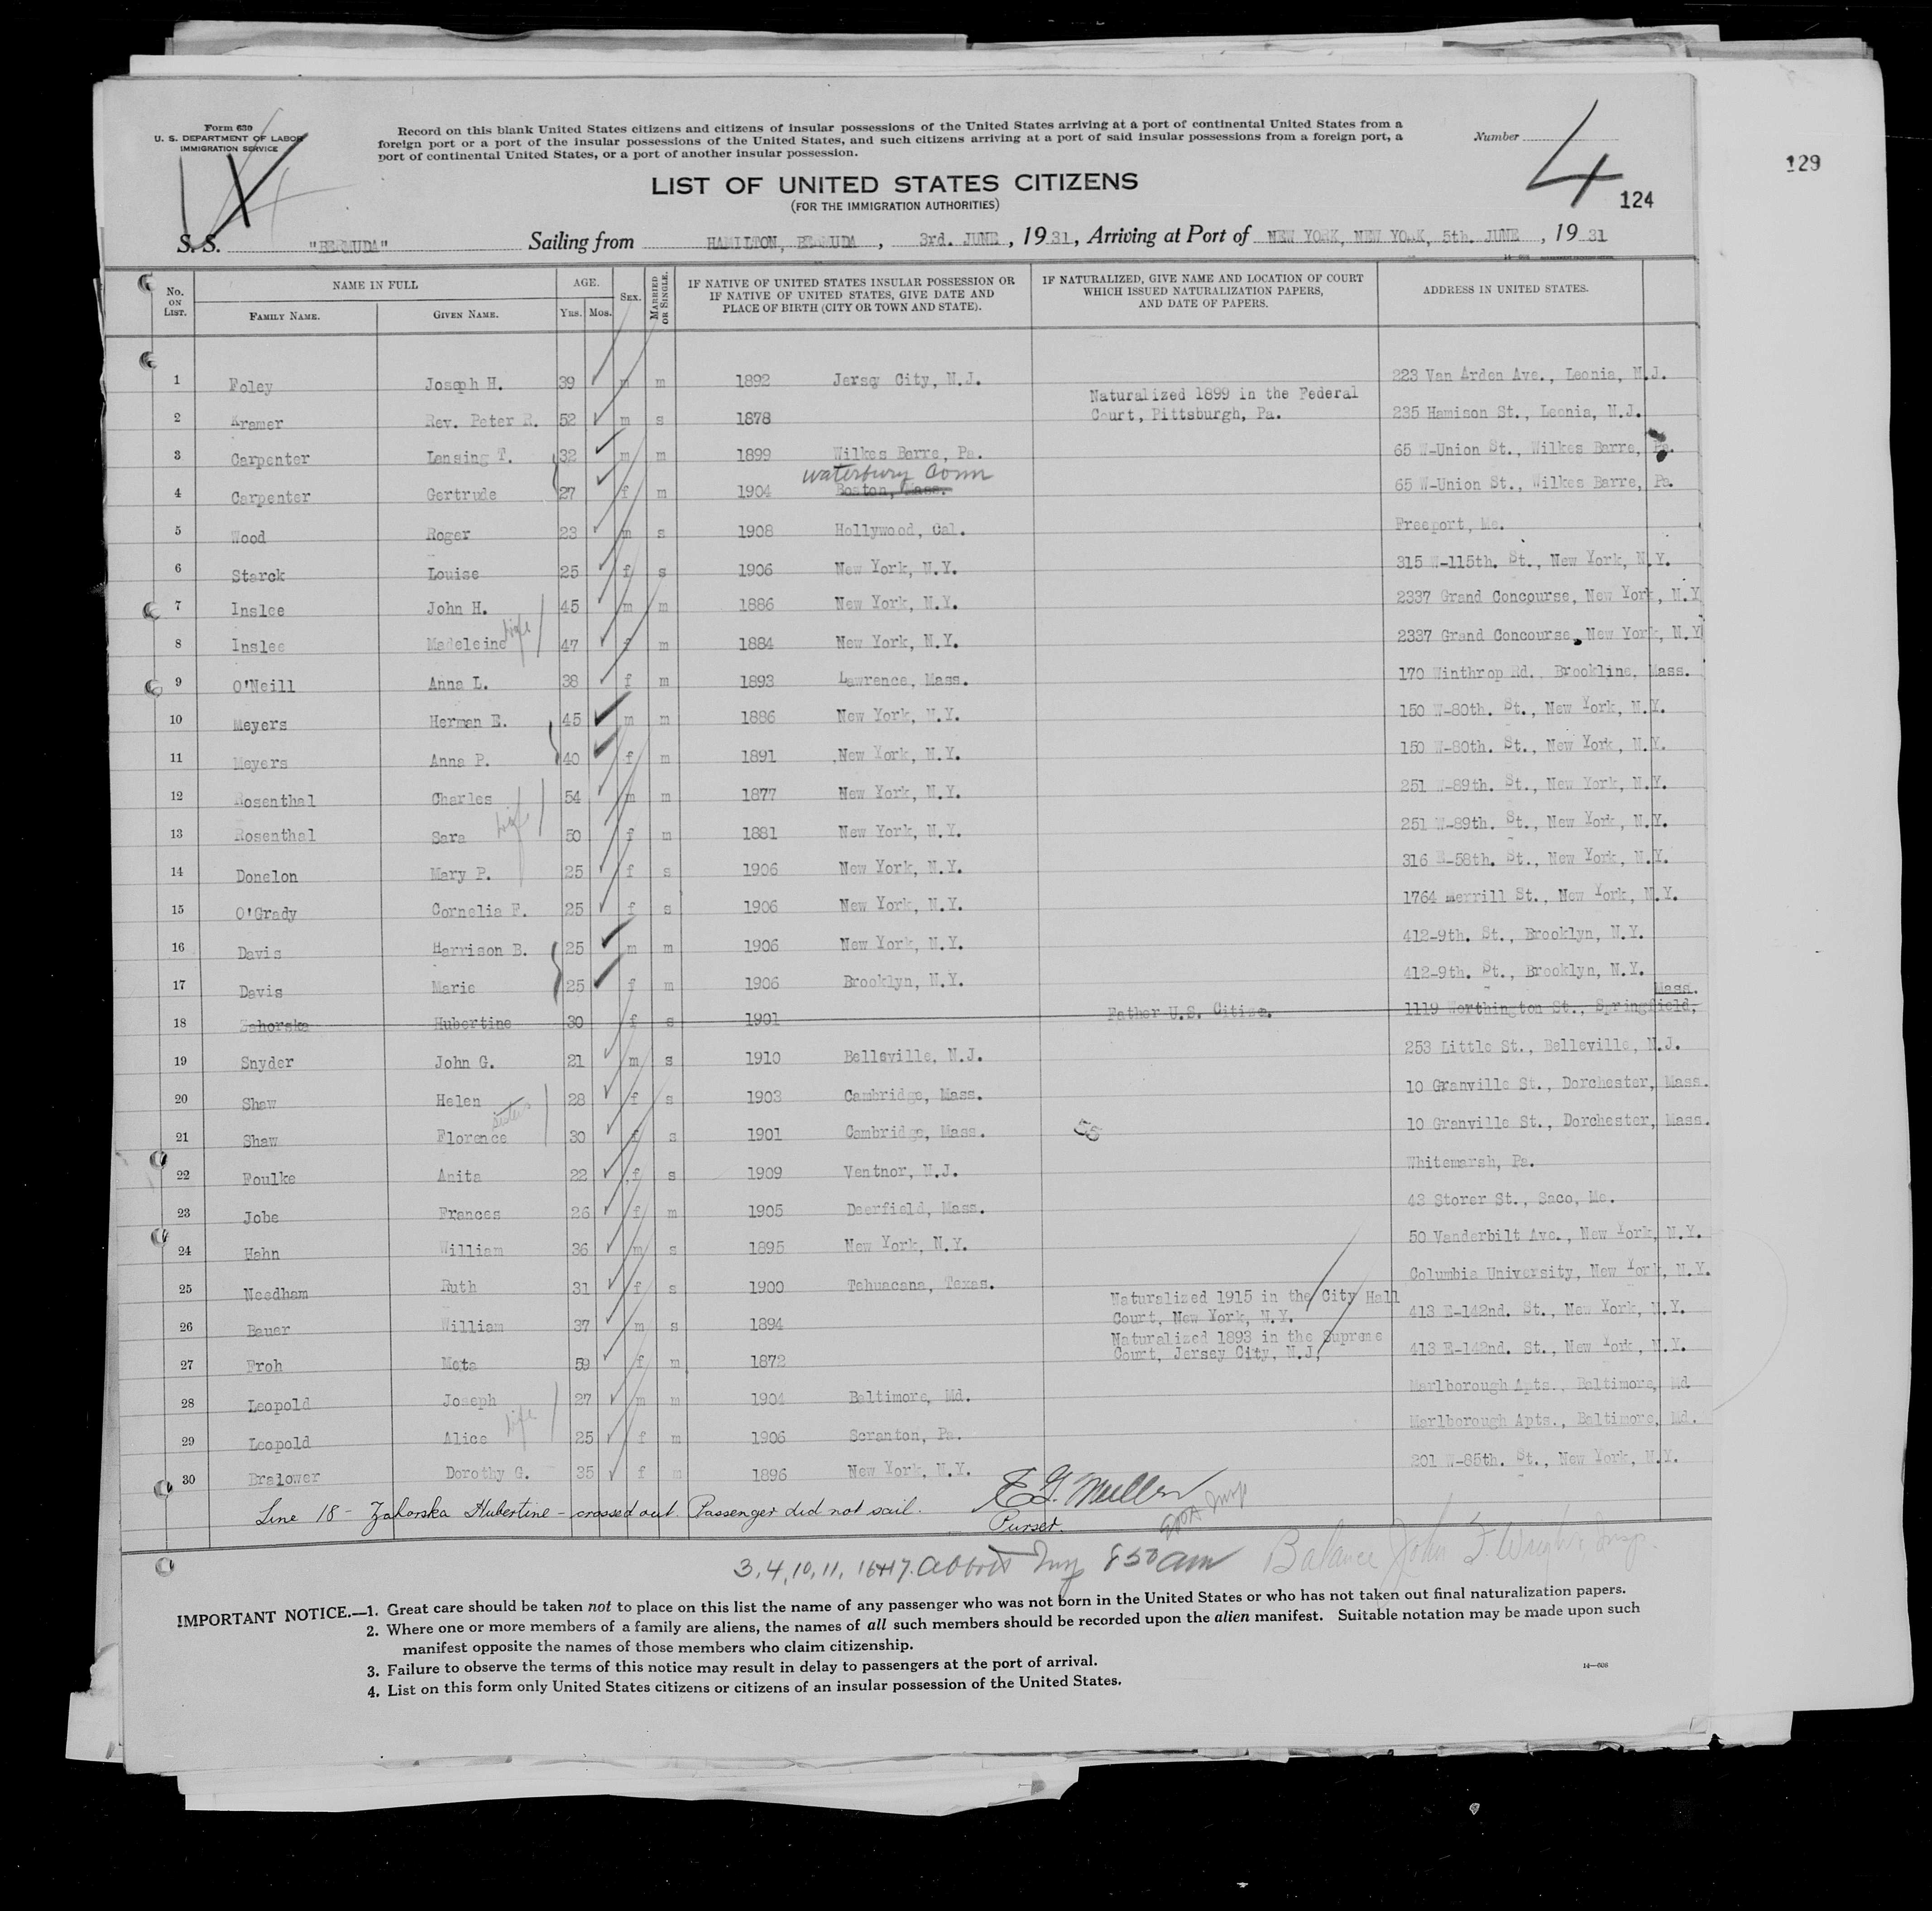 Form 630
U. S. DEPARTMENT OF LABOR
IMMIGRATION SERVICE
Record on this blank United States citizens and citizens of insular possessions of the United States arriving at a port of continental United States from a
foreign port or a port of the insular possessions of the United States, and such citizens arriving at a port of said insular possessions from a foreign port, a
port of continental United States, or a port of another insular possession.
Number
4
129
124
LIST OF UNITED STATES CITIZENS
(FOR THE IMMIGRATION AUTHORITIES)
S. S. "BERMUDA" Sailing from HAMILTON, BERMUDA, 3rd. JUNE, 1931, Arriving at Port of NEW YORK, NEW YORK, 5th. JUNE, 1931
No. ON LIST. NAME IN FULL FAMILY NAME. GIVEN NAME. AGE. YRS. MOS. SEX. MARRIED OR SINGLE. IF NATIVE OF UNITED STATES INSULAR POSSESSION OR IF NATIVE OF UNITED STATES, GIVE DATE AND PLACE OF BIRTH (CITY OR TOWN AND STATE). IF NATURALIZED, GIVE NAME AND LOCATION OF COURT WHICH ISSUED NATURALIZATION PAPERS, AND DATE OF PAPERS. ADDRESS IN UNITED STATES.
1 Foley Joseph H. 39 m m 1892 Jersey City, N.J. 223 Van Arden Ave., Leonia, N.J.
2 Kramer Rev. Peter R. 52 m s 1878 Naturalized 1899 in the Federal Court, Pittsburgh, Pa. 235 Hamison St., Leonia, N.J.
3 Carpenter Lansing T. 32 m m 1899 Wilkes Barre, Pa. 65 W-Union St., Wilkes Barre, Pa.
waterbury Conn
4 Carpenter Gertrude 27 f m 1904 Boston, Mass. 65 W-Union St., Wilkes Barre, Pa.
5 Wood Roger 23 m s 1908 Hollywood, Cal. Freeport, Me.
6 Starck Louise 25 f s 1906 New York, N.Y. 315 W-115th. St., New York, N.Y.
7 Inslee John H. 45 m m 1886 New York, N.Y. 2337 Grand Concourse, New York, N.Y.
8 Inslee Madeleine wife 47 f m 1884 New York, N.Y. 2337 Grand Concourse, New York, N.Y.
9 O'Neill Anna L. 38 f m 1893 Lawrence, Mass. 170 Winthrop Rd., Brookline, Mass.
10 Meyers Herman E. 45 m m 1886 New York, N.Y. 150 W-80th. St., New York, N.Y.
11 Meyers Anna P. 40 f m 1891 New York, N.Y. 150 W-80th. St., New York, N.Y.
12 Rosenthal Charles 54 m m 1877 New York, N.Y. 251 W-89th. St., New York, N.Y.
13 Rosenthal Sara wife 50 f m 1881 New York, N.Y. 251 W-89th. St., New York, N.Y.
14 Donelon Mary P. 25 f s 1906 New York, N.Y. 316 E-58th. St., New York, N.Y.
15 O'Grady Cornelia F. 25 f s 1906 New York, N.Y. 1764 Merrill St., New York, N.Y.
16 Davis Harrison B. 25 m m 1906 New York, N.Y. 412-9th. St., Brooklyn, N.Y.
17 Davis Marie 25 f m 1906 Brooklyn, N.Y. 412-9th. St., Brooklyn, N.Y.
18 Zahorska Hubertine 30 f s 1901 Father U.S. Citize. 1119 Worthington St., Springfield, Mass.
19 Snyder John G. 21 m s 1910 Belleville, N.J. 253 Little St., Belleville, N.J.
20 Shaw Helen 28 f s 1903 Cambridge, Mass. 10 Granville St., Dorchester, Mass.
sisters
21 Shaw Florence 30 f s 1901 Cambridge, Mass. 10 Granville St., Dorchester, Mass.
22 Foulke Anita 22 f s 1909 Ventnor, N.J. Whitemarsh, Pa.
23 Jobe Frances 26 f m 1905 Deerfield, Mass. 43 Storer St., Saco, Me.
24 Hahn William 36 m s 1895 New York, N.Y. 50 Vanderbilt Ave., New York, N.Y.
25 Needham Ruth 31 f s 1900 Tehuacana, Texas. Columbia University, New York, N.Y.
26 Bauer William 37 m s 1894 Naturalized 1915 in the City Hall Court, New York, N.Y. 413 E-142nd. St., New York, N.Y.
27 Froh Meta 59 f m 1872 Naturalized 1893 in the Supreme Court, Jersey City, N.J. 413 E-142nd. St., New York, N.Y.
28 Leopold Joseph 27 m m 1904 Baltimore, Md. Marlborough Apts., Baltimore, Md
29 Leopold Alice wife 25 f m 1906 Scranton, Pa. Marlborough Apts., Baltimore, Md.
30 Bralower Dorothy G. 35 f m 1896 New York, N.Y. 201 W-85th. St., New York, N.Y.
Line 18 - Zahorska Hubertine - crossed out. Passenger did not sail. E G. Muller
Purser.
3, 4, 10, 11, 16+17. Abbott Insp 850 am Balance John F. Wright, Insp.
IMPORTANT NOTICE.—1. Great care should be taken not to place on this list the name of any passenger who was not born in the United States or who has not taken out final naturalization papers.
2. Where one or more members of a family are aliens, the names of all such members should be recorded upon the alien manifest. Suitable notation may be made upon such
manifest opposite the names of those members who claim citizenship.
3. Failure to observe the terms of this notice may result in delay to passengers at the port of arrival.
4. List on this form only United States citizens or citizens of an insular possession of the United States.
14—608